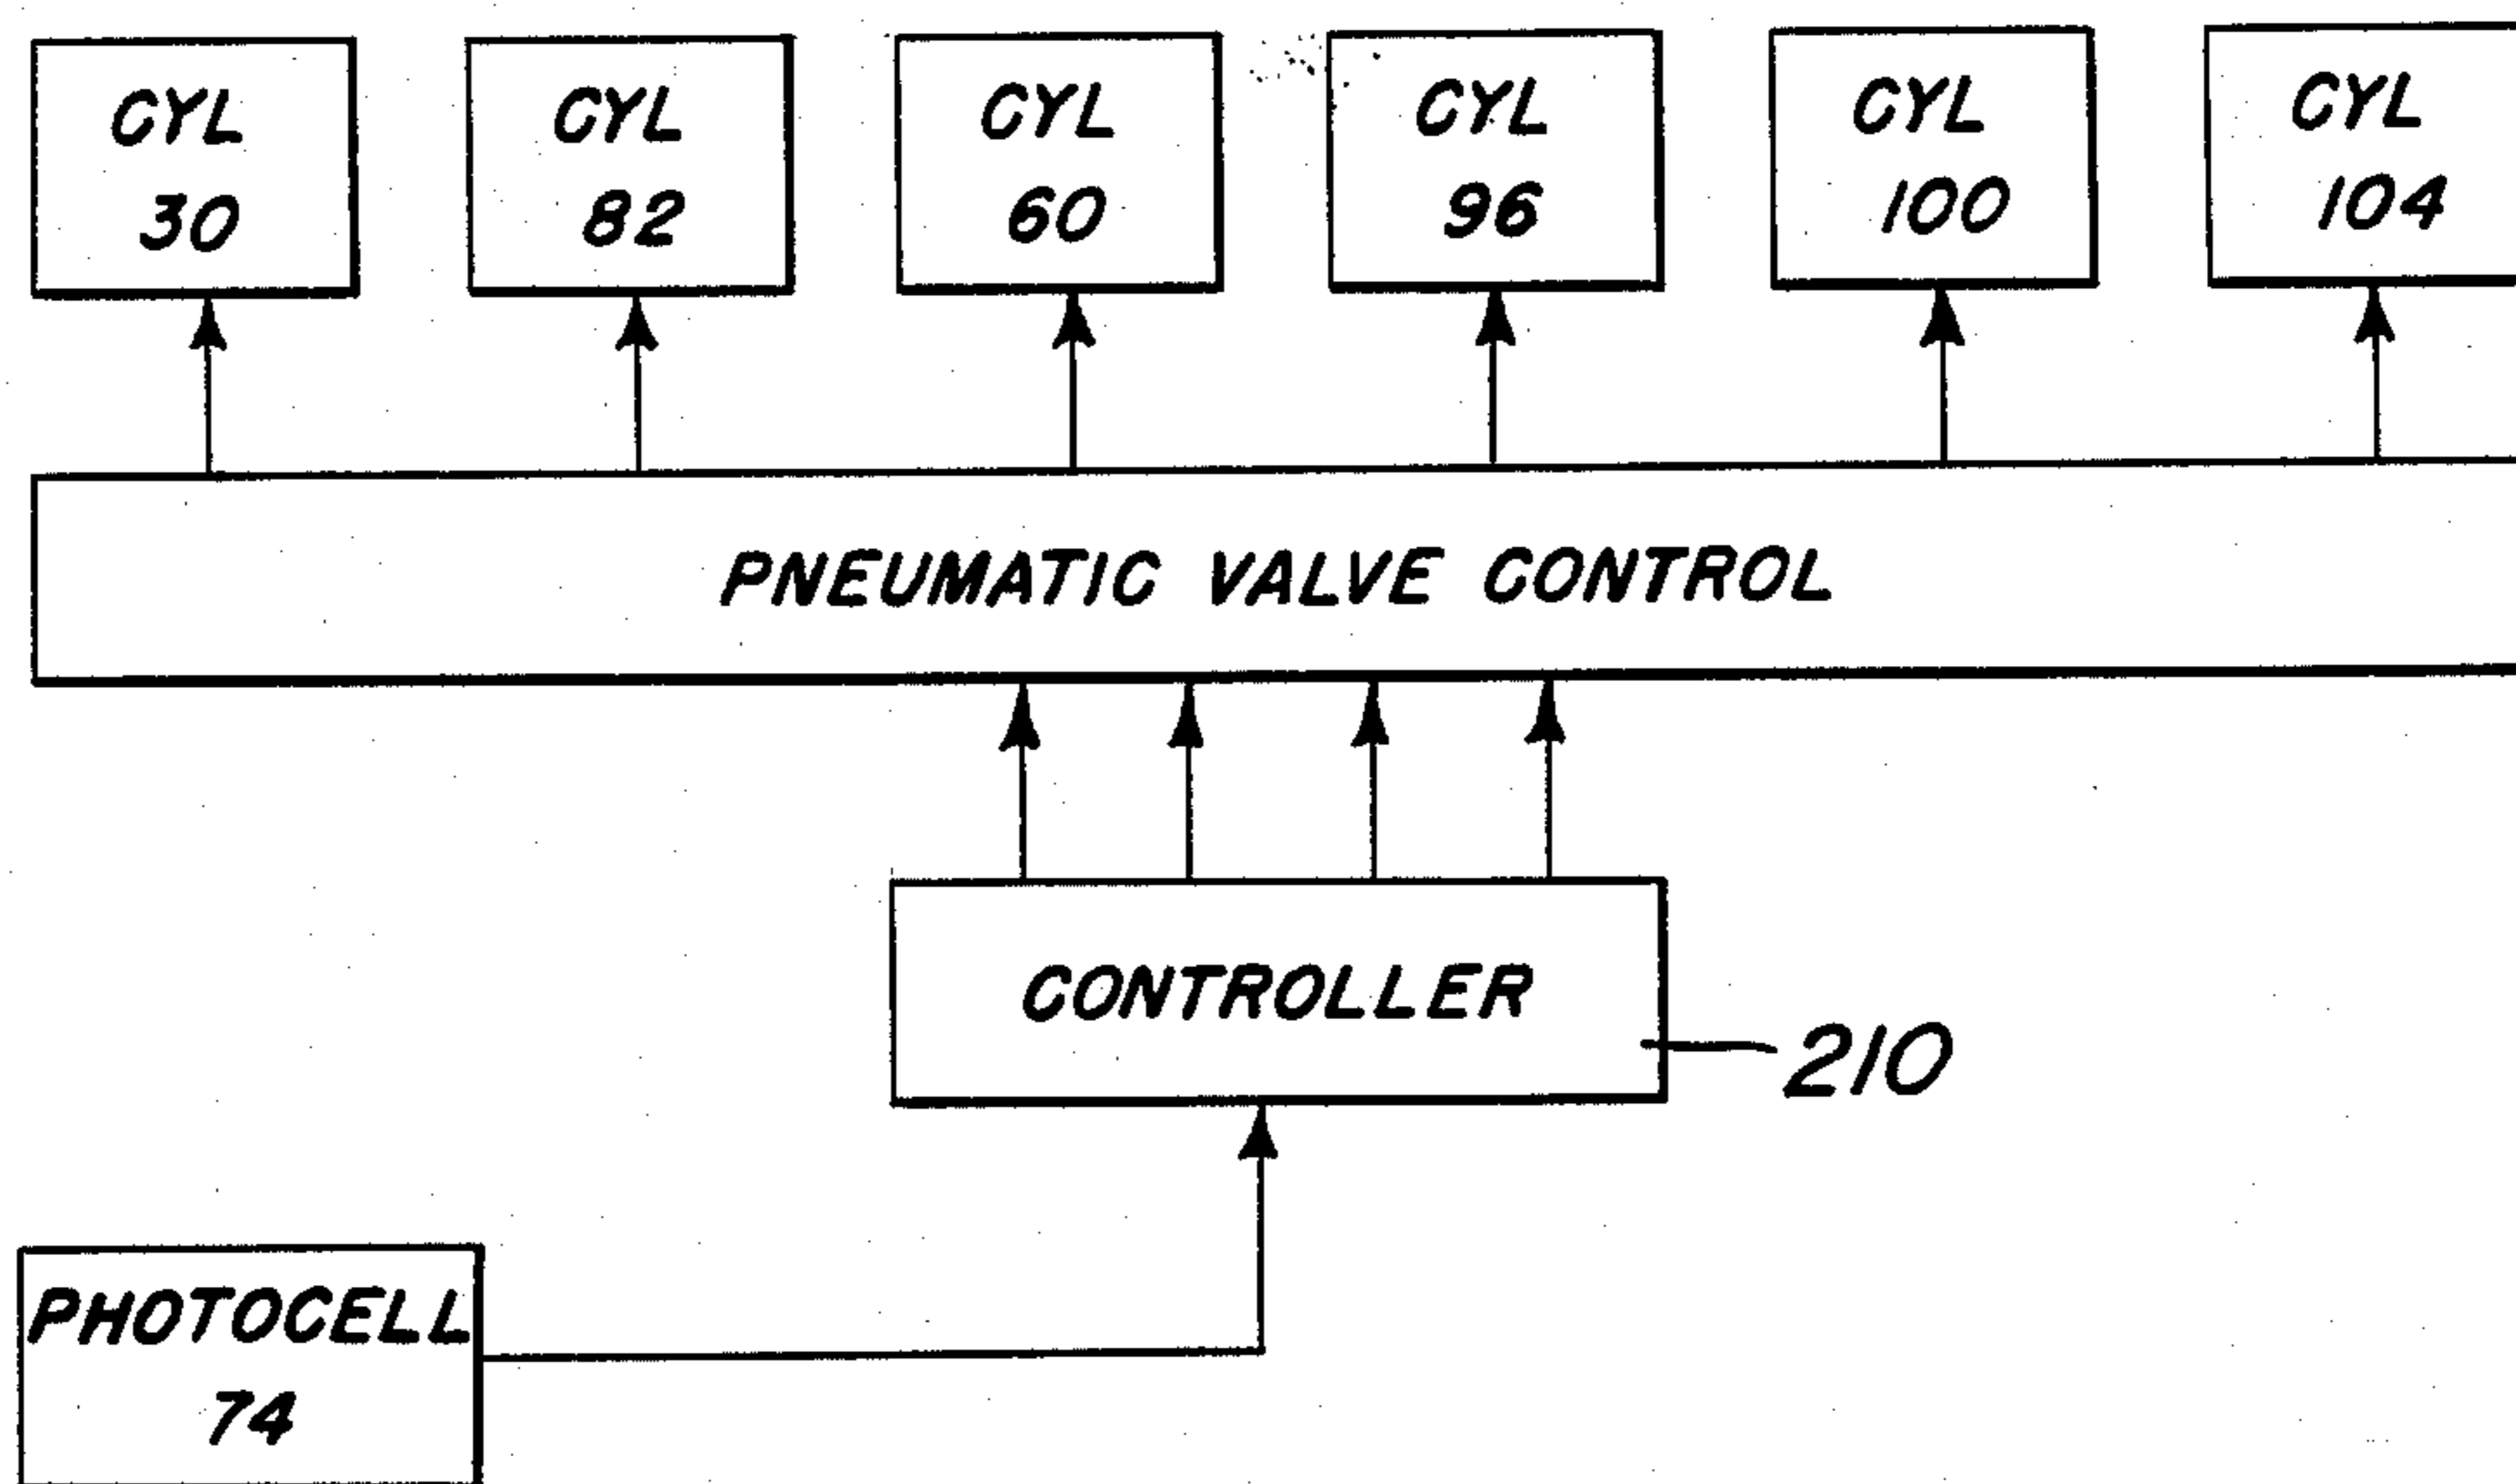 CYL
30
CYL
82
CYL
60
CYL
96
CYL
100
CYL
104
PNEUMATIC VALVE CONTROL
CONTROLLER
210
PHOTOCELL
74